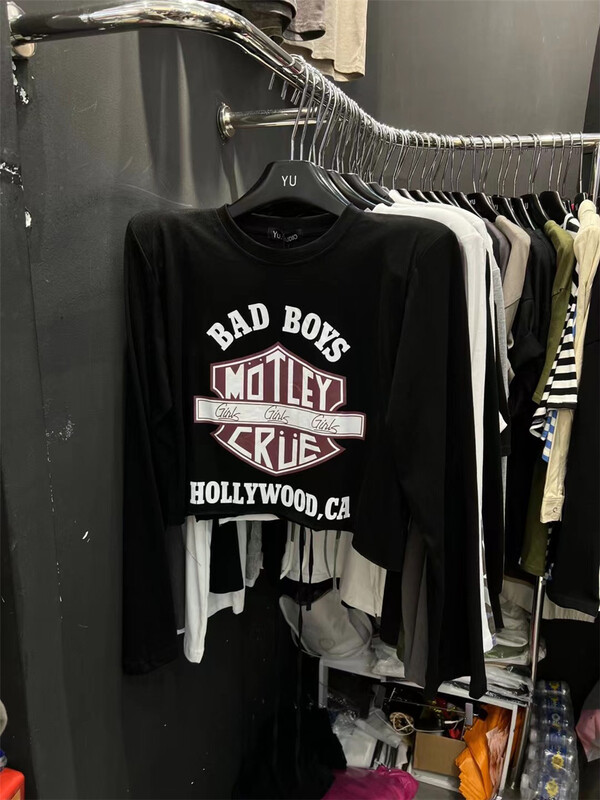 YU
BAD BOYS
MÖTLEY
Girls Girls Girls
CRÜE
HOLLYWOOD, CA